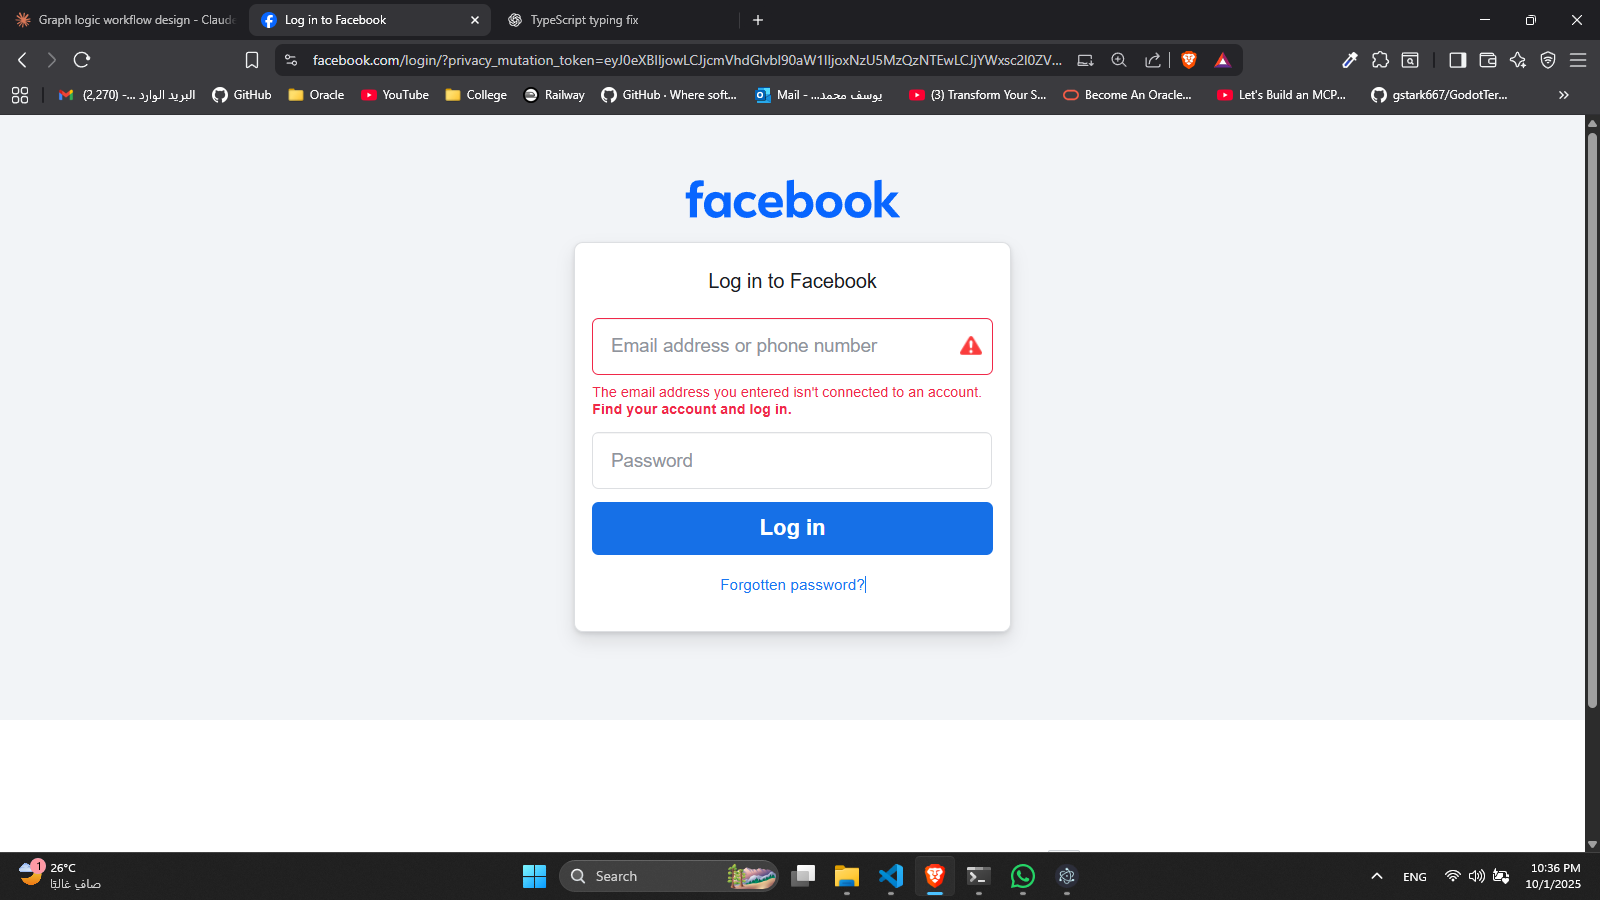 Graph logic workflow design - Claude
Log in to Facebook
TypeScript typing fix
facebook.com/login/?privacy_mutation_token=eyJ0eXBlIjowLCJjcmVhdGlvbl90aW1lIjoxNzU5MzQzNTEwLCJjYWxsc2l0ZV...
البريد الوارد -... (2,270)
GitHub
Oracle
YouTube
College
Railway
GitHub · Where soft...
Mail - ...يوسف محمد
(3) Transform Your S...
Become An Oracle...
Let's Build an MCP...
gstark667/GodotTer...
facebook
Log in to Facebook
Email address or phone number
The email address you entered isn't connected to an account.
Find your account and log in.
Password
Log in
Forgotten password?
1
26°C
صافي غالبًا
Search
ENG
10:36 PM
10/1/2025